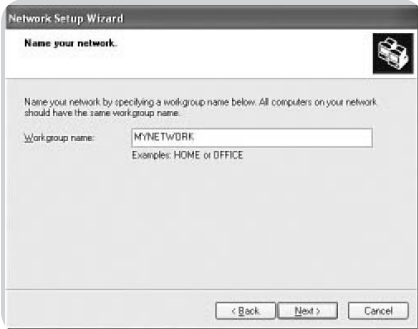 Network Setup Wizard
Name your network.
Name your network by specifying a workgroup name below. All computers on your network
should have the same workgroup name.
Workgroup name: MYNETWORK
Examples: HOME or OFFICE
< Back Next > Cancel